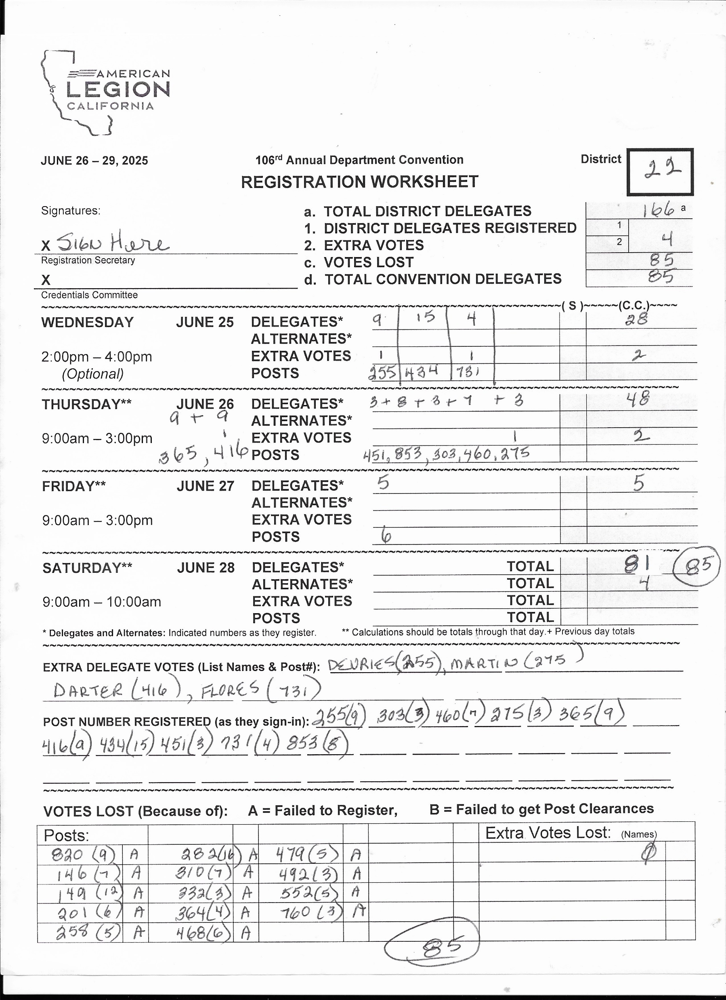 AMERICAN
LEGION
CALIFORNIA
JUNE 26 – 29, 2025 106rd Annual Department Convention District 22
REGISTRATION WORKSHEET
Signatures: a. TOTAL DISTRICT DELEGATES 166 a
1. DISTRICT DELEGATES REGISTERED 1
X Sign Here 2. EXTRA VOTES 2 4
Registration Secretary c. VOTES LOST 85
X d. TOTAL CONVENTION DELEGATES 85
Credentials Committee
( S ) (C.C.)
WEDNESDAY JUNE 25 DELEGATES* 9 15 4 28
ALTERNATES*
2:00pm – 4:00pm EXTRA VOTES 1 1 2
(Optional) POSTS 255 434 731
THURSDAY** JUNE 26 DELEGATES* 3 + 8 + 3 + 7 + 3 48
9 + 9 ALTERNATES*
9:00am – 3:00pm 1 EXTRA VOTES 1 2
365, 416 POSTS 451, 853, 303, 460, 275
FRIDAY** JUNE 27 DELEGATES* 5 5
ALTERNATES*
9:00am – 3:00pm EXTRA VOTES
POSTS 6
SATURDAY** JUNE 28 DELEGATES* TOTAL 81 85
ALTERNATES* TOTAL 4
9:00am – 10:00am EXTRA VOTES TOTAL
POSTS TOTAL
* Delegates and Alternates: Indicated numbers as they register. ** Calculations should be totals through that day.+ Previous day totals
EXTRA DELEGATE VOTES (List Names & Post#): DEVRIES(255), MARTIN (275)
DARTER (416), FLORES (731)
POST NUMBER REGISTERED (as they sign-in): 255(9) 303(3) 460(7) 275(3) 365(9)
416(9) 434(15) 451(3) 731(4) 853(8)
VOTES LOST (Because of): A = Failed to Register, B = Failed to get Post Clearances
Posts: Extra Votes Lost: (Names)
820 (9) A 282(16) A 479(5) A Ø
146 (7) A 310(7) A 492(3) A
149 (12) A 332(3) A 552(5) A
201 (6) A 364(4) A 760 (3) A
258 (5) A 468(6) A
85